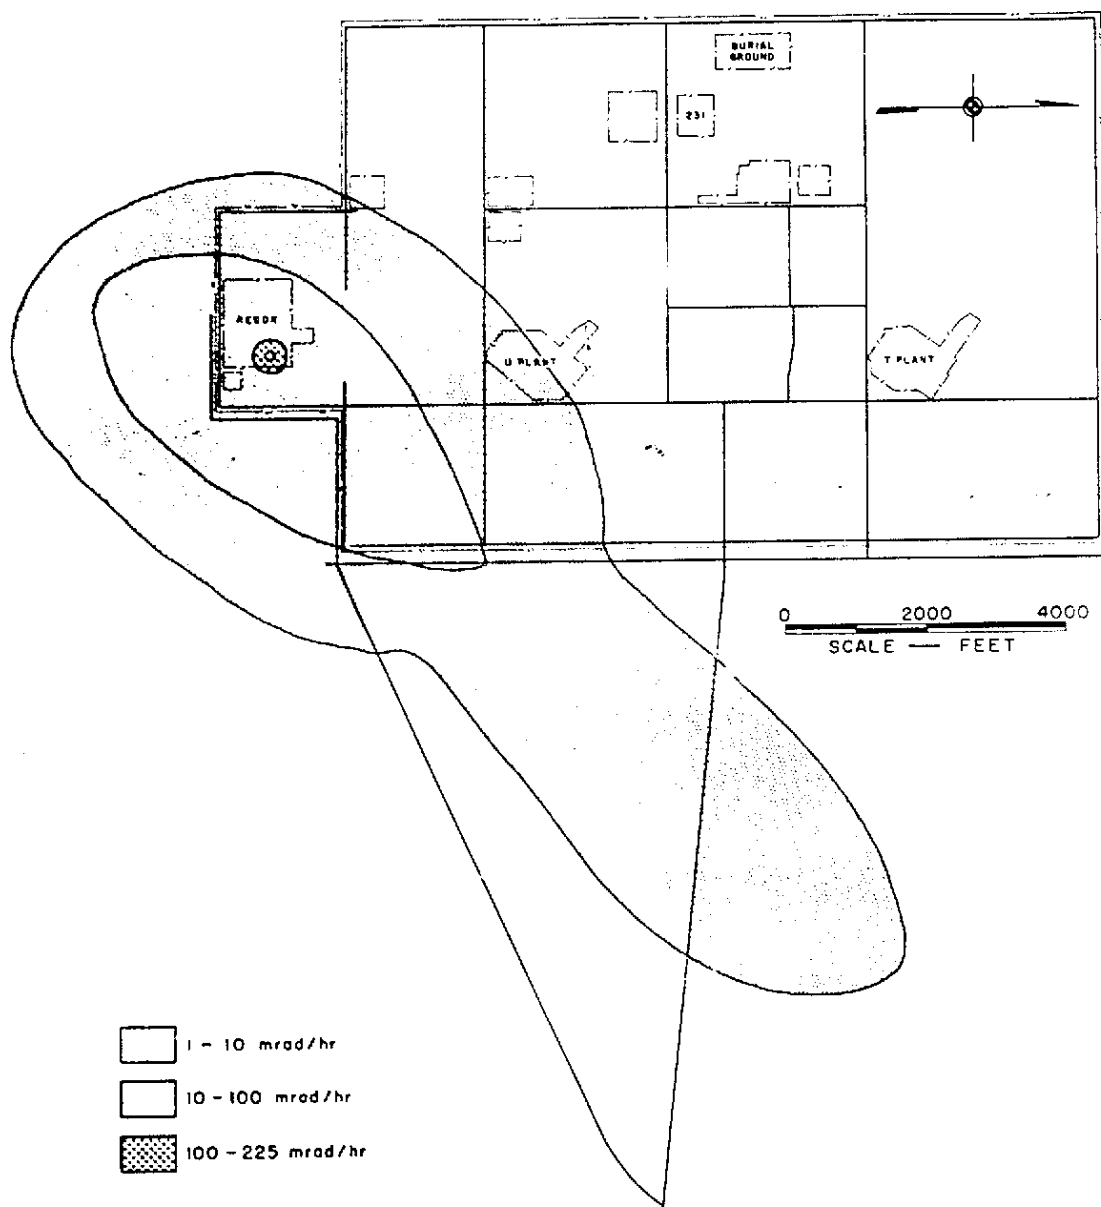 BURIAL
GROUND
231
REDOX
U PLANT
T PLANT
0 2000 4000
SCALE — FEET
1 - 10 mrad/hr
10 - 100 mrad/hr
100 - 225 mrad/hr